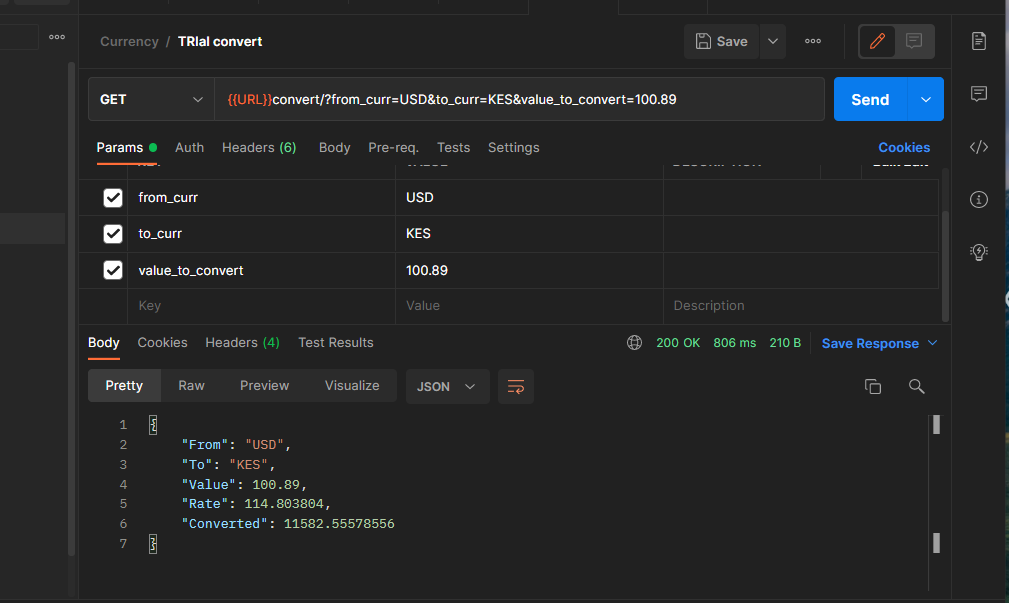 Currency / TRIal convert
Save
GET {{URL}}convert/?from_curr=USD&to_curr=KES&value_to_convert=100.89
Send
Params Auth Headers (6) Body Pre-req. Tests Settings Cookies
from_curr USD
to_curr KES
value_to_convert 100.89
Key Value Description
Body Cookies Headers (4) Test Results 200 OK 806 ms 210 B Save Response
Pretty Raw Preview Visualize JSON
1 {
2 "From": "USD",
3 "To": "KES",
4 "Value": 100.89,
5 "Rate": 114.803804,
6 "Converted": 11582.55578556
7 }